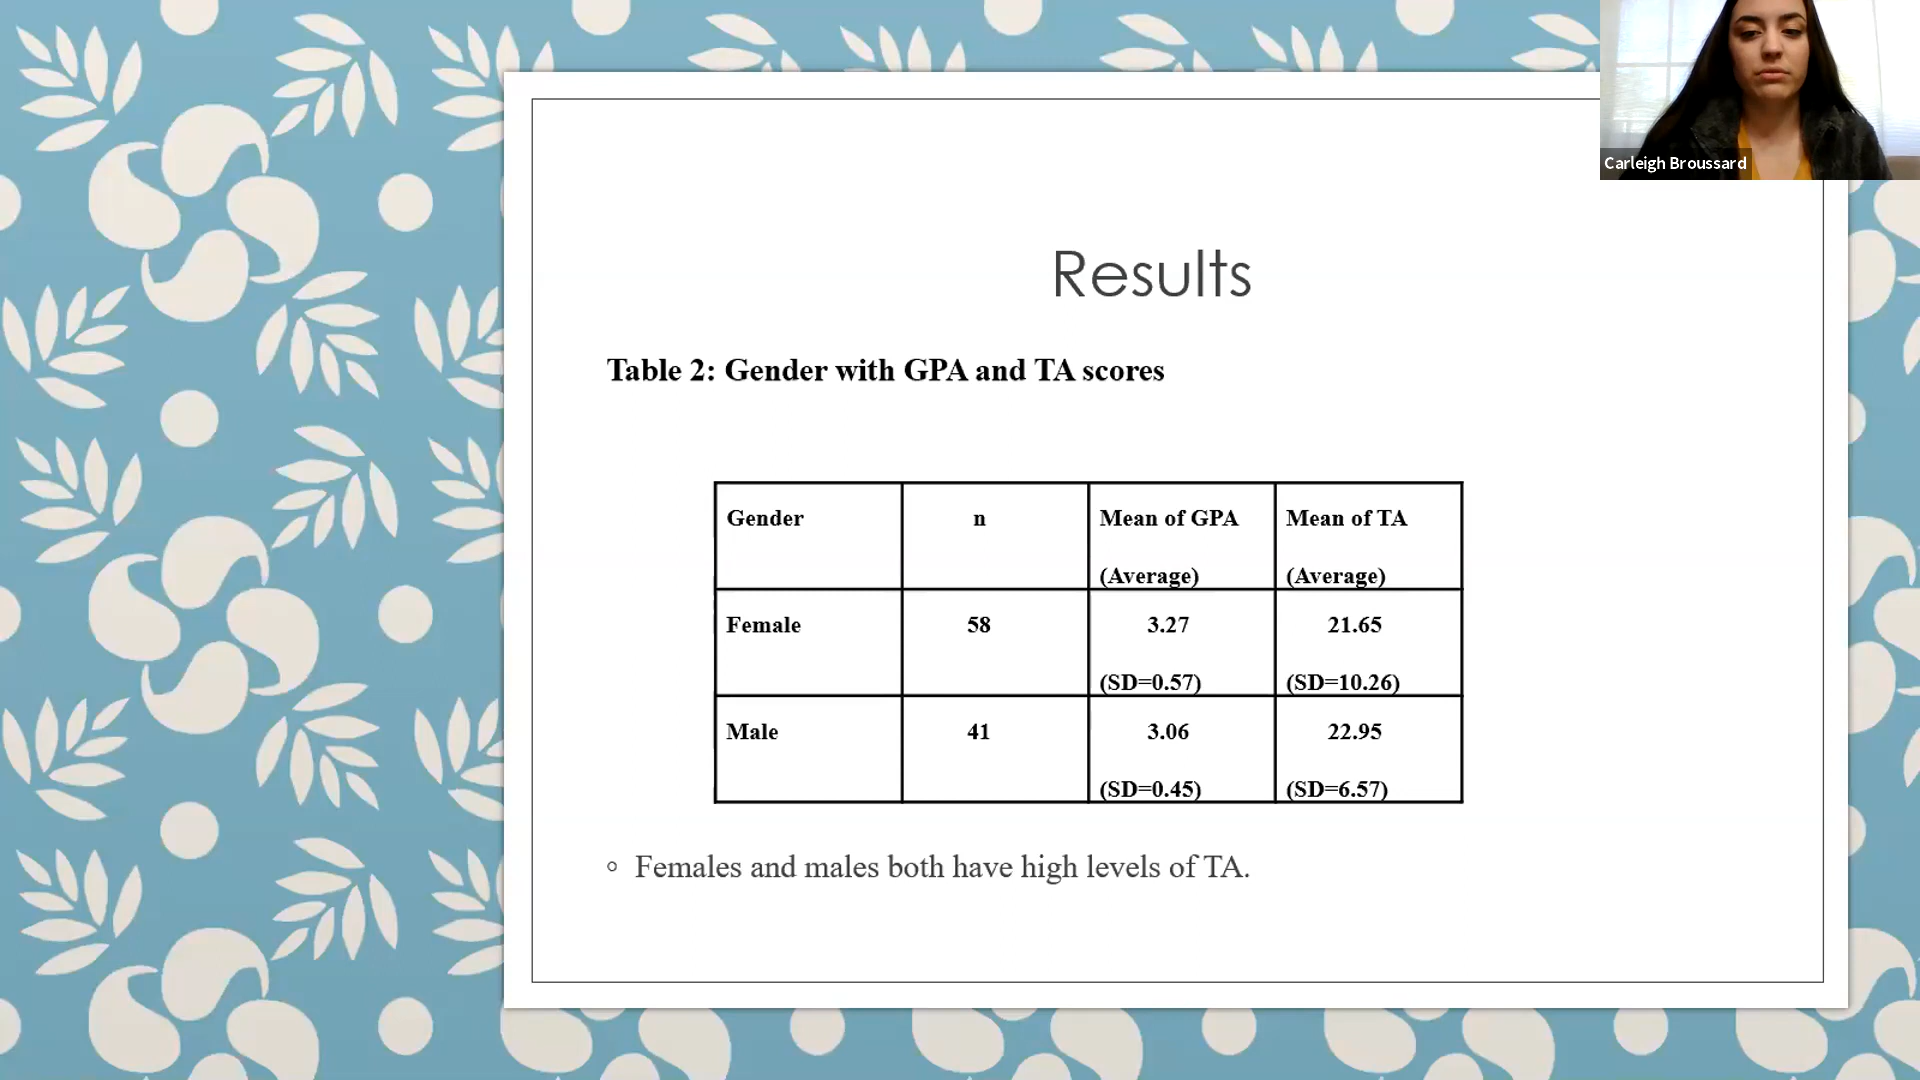 Carleigh Broussard
Results
Table 2: Gender with GPA and TA scores
Gender n Mean of GPA Mean of TA
(Average) (Average)
Female 58 3.27 21.65
(SD=0.57) (SD=10.26)
Male 41 3.06 22.95
(SD=0.45) (SD=6.57)
Females and males both have high levels of TA.